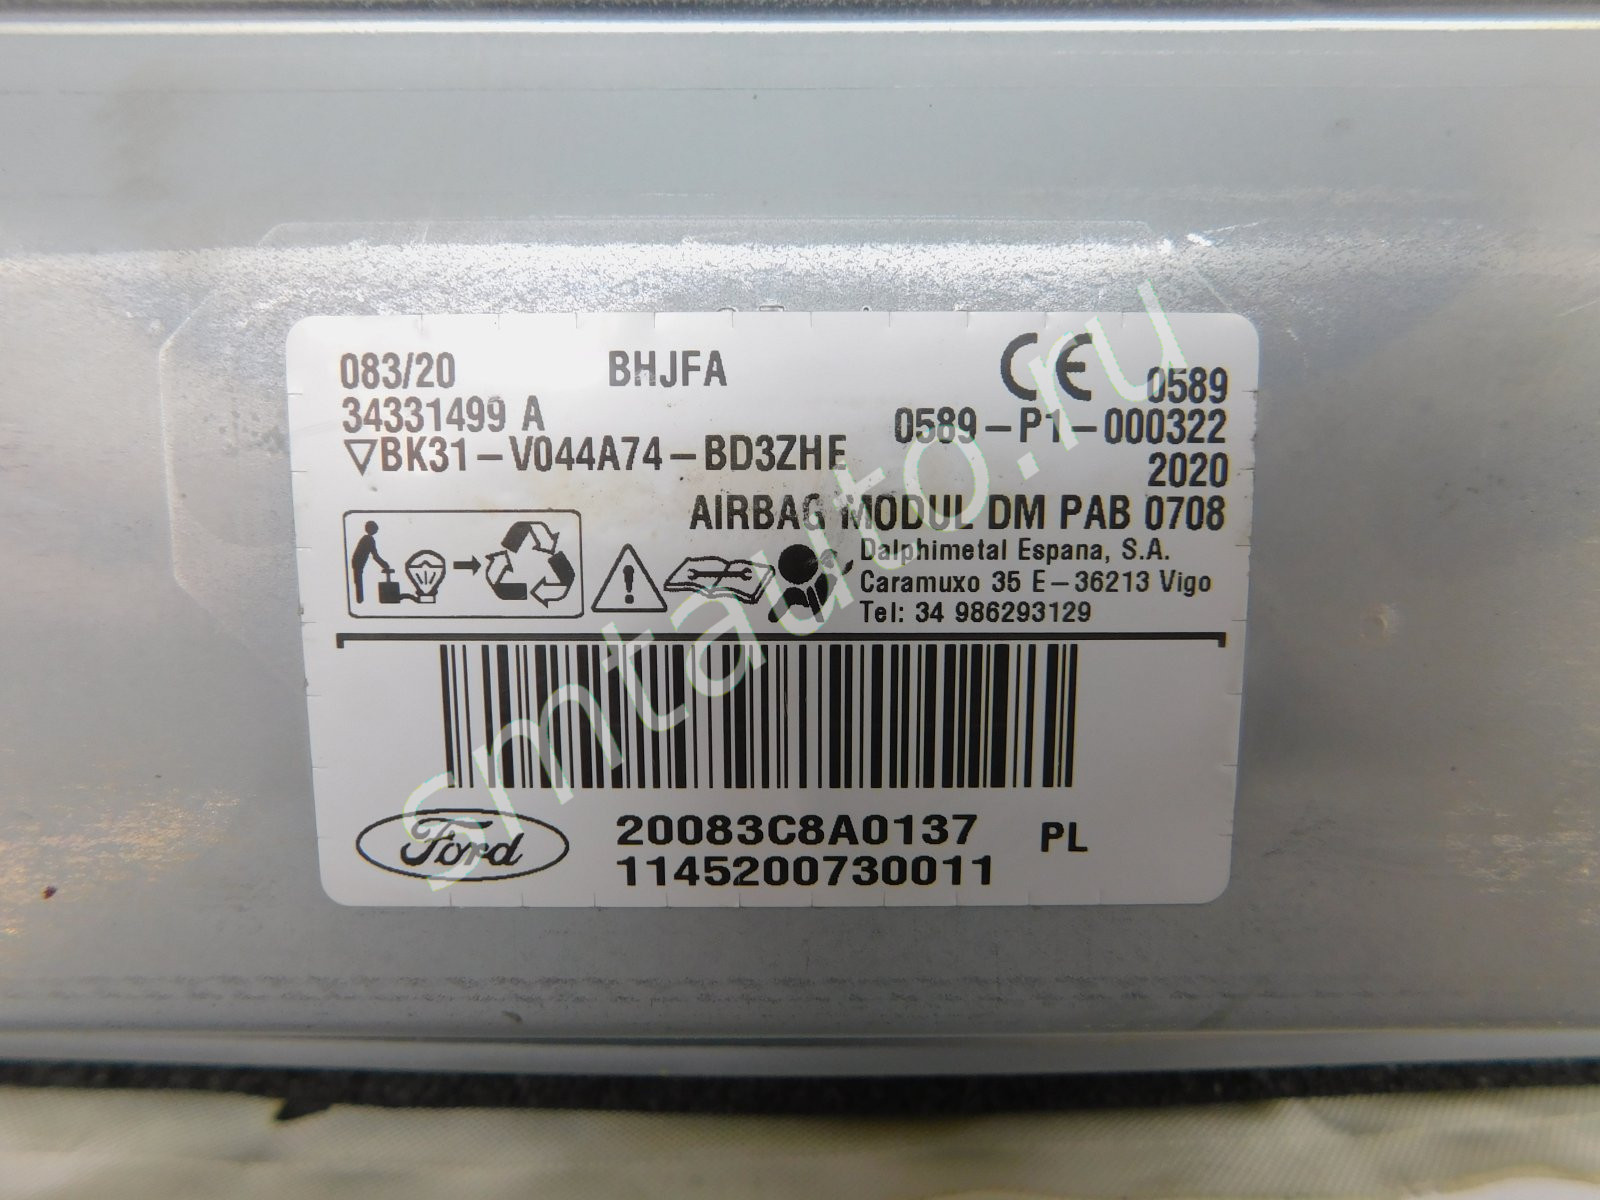 083/20 BHJFA CE 0589
34331499 A 0589-P1-000322
▽BK31-V044A74-BD3ZHE 2020
AIRBAG MODUL DM PAB 0708
Dalphimetal Espana, S.A.
Caramuxo 35 E-36213 Vigo
Tel: 34 986293129
Ford
20083C8A0137 PL
1145200730011
smtauto.ru